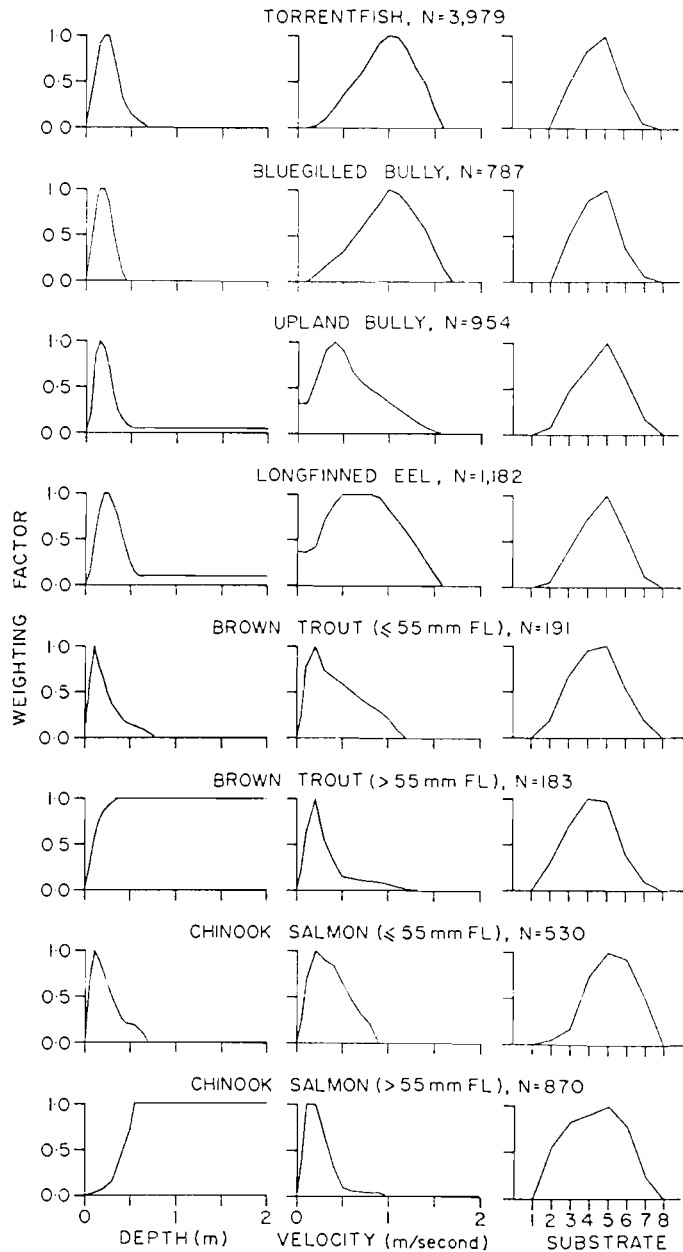 TORRENTFISH, N=3,979
1·0
0·5
0·0
BLUEGILLED BULLY, N=787
1·0
0·5
0·0
UPLAND BULLY, N=954
1·0
0·5
0·0
LONGFINNED EEL, N=1,182
1·0
0·5
0·0
WEIGHTING FACTOR
BROWN TROUT (⩽ 55 mm FL), N=191
1·0
0·5
0·0
BROWN TROUT (> 55 mm FL), N=183
1·0
0·5
0·0
CHINOOK SALMON (⩽ 55 mm FL), N=530
1·0
0·5
0·0
CHINOOK SALMON (> 55 mm FL), N=870
1·0
0·5
0·0
0 1 2 0 1 2 1 2 3 4 5 6 7 8
DEPTH (m) VELOCITY (m/second) SUBSTRATE